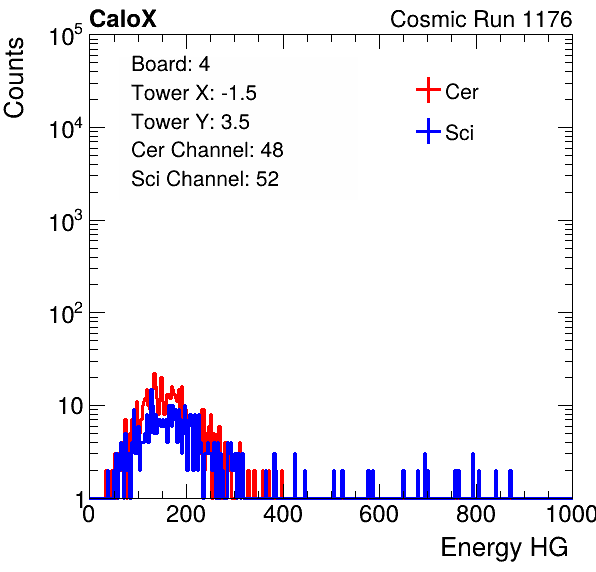 CaloX Cosmic Run 1176
Counts
10^5
10^4
10^3
10^2
10
1
Board: 4
Tower X: -1.5
Tower Y: 3.5
Cer Channel: 48
Sci Channel: 52
Cer
Sci
0 200 400 600 800 1000
Energy HG